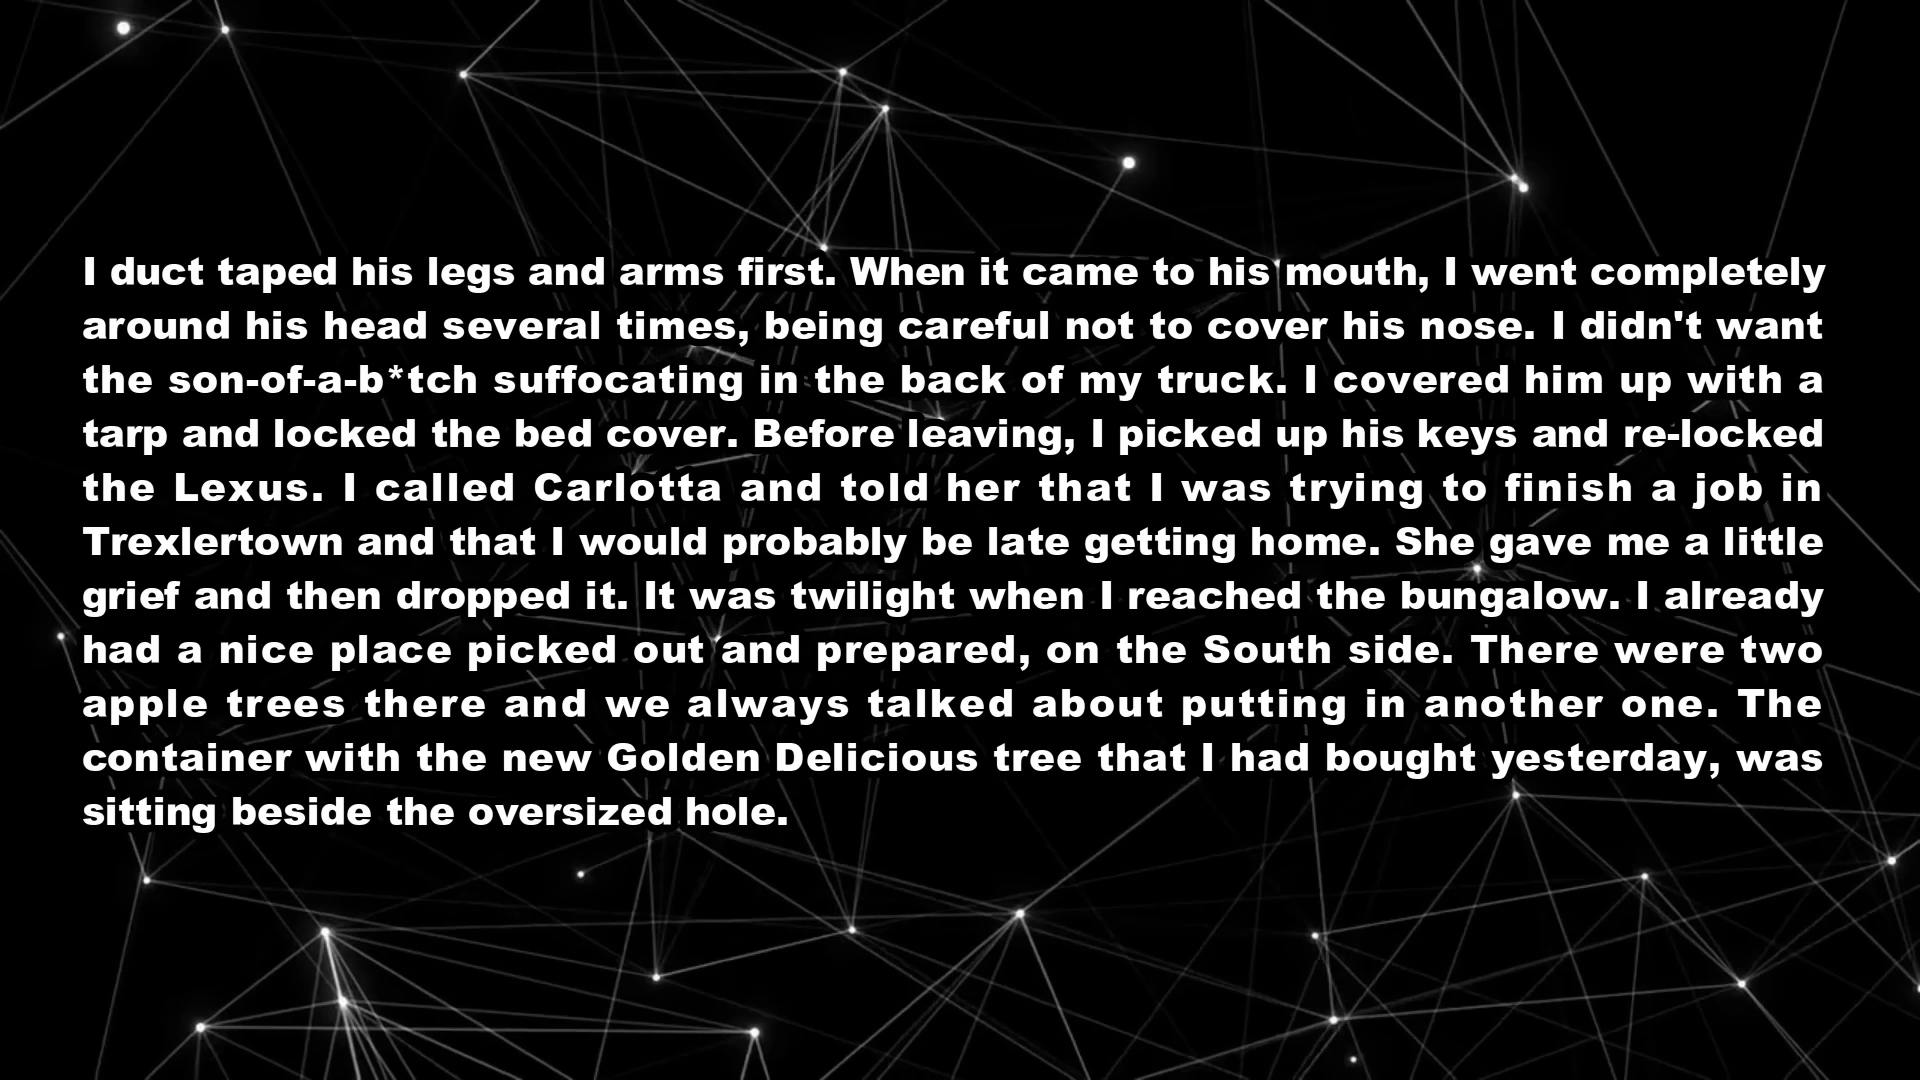 I duct taped his legs and arms first. When it came to his mouth, I went completely
around his head several times, being careful not to cover his nose. I didn't want
the son-of-a-b*tch suffocating in the back of my truck. I covered him up with a
tarp and locked the bed cover. Before leaving, I picked up his keys and re-locked
the Lexus. I called Carlotta and told her that I was trying to finish a job in
Trexlertown and that I would probably be late getting home. She gave me a little
grief and then dropped it. It was twilight when I reached the bungalow. I already
had a nice place picked out and prepared, on the South side. There were two
apple trees there and we always talked about putting in another one. The
container with the new Golden Delicious tree that I had bought yesterday, was
sitting beside the oversized hole.